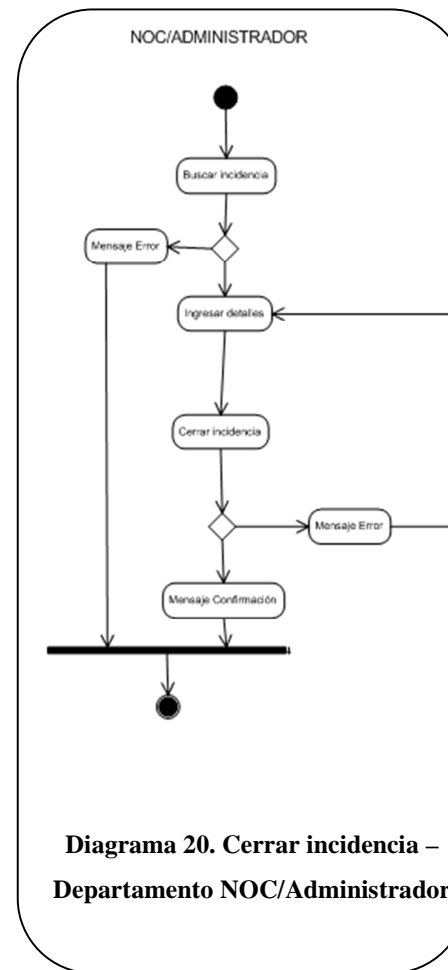 NOC/ADMINISTRADOR
Buscar incidencia
Mensaje Error
Ingresar detalles
Cerrar incidencia
Mensaje Error
Mensaje Confirmación
Diagrama 20. Cerrar incidencia –
Departamento NOC/Administrador